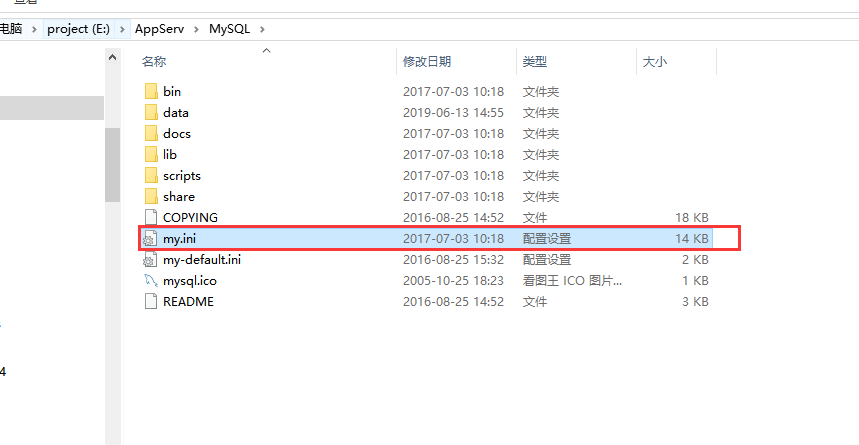 电脑 > project (E:) > AppServ > MySQL >
名称 修改日期 类型 大小
bin 2017-07-03 10:18 文件夹
data 2019-06-13 14:55 文件夹
docs 2017-07-03 10:18 文件夹
lib 2017-07-03 10:18 文件夹
scripts 2017-07-03 10:18 文件夹
share 2017-07-03 10:18 文件夹
COPYING 2016-08-25 14:52 文件 18 KB
my.ini 2017-07-03 10:18 配置设置 14 KB
my-default.ini 2016-08-25 15:32 配置设置 2 KB
mysql.ico 2005-10-25 18:23 看图王 ICO 图片... 1 KB
README 2016-08-25 14:52 文件 3 KB
4